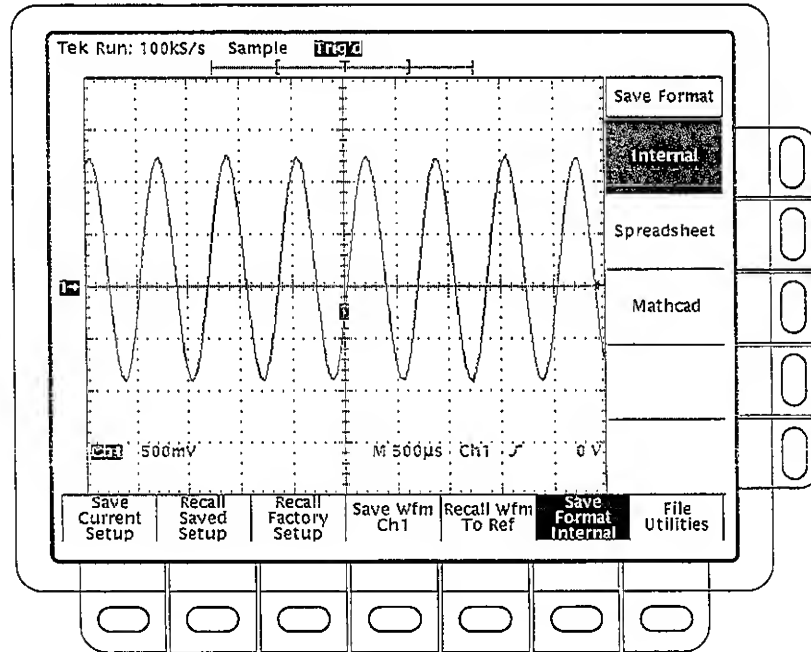 Tek Run: 100kS/s Sample Trig'd
Save Format
Internal
Spreadsheet
Mathcad
1→
Ch1 500mV M 500µs Ch1 0 V
Save Current Setup
Recall Saved Setup
Recall Factory Setup
Save Wfm Ch1
Recall Wfm To Ref
Save Format Internal
File Utilities